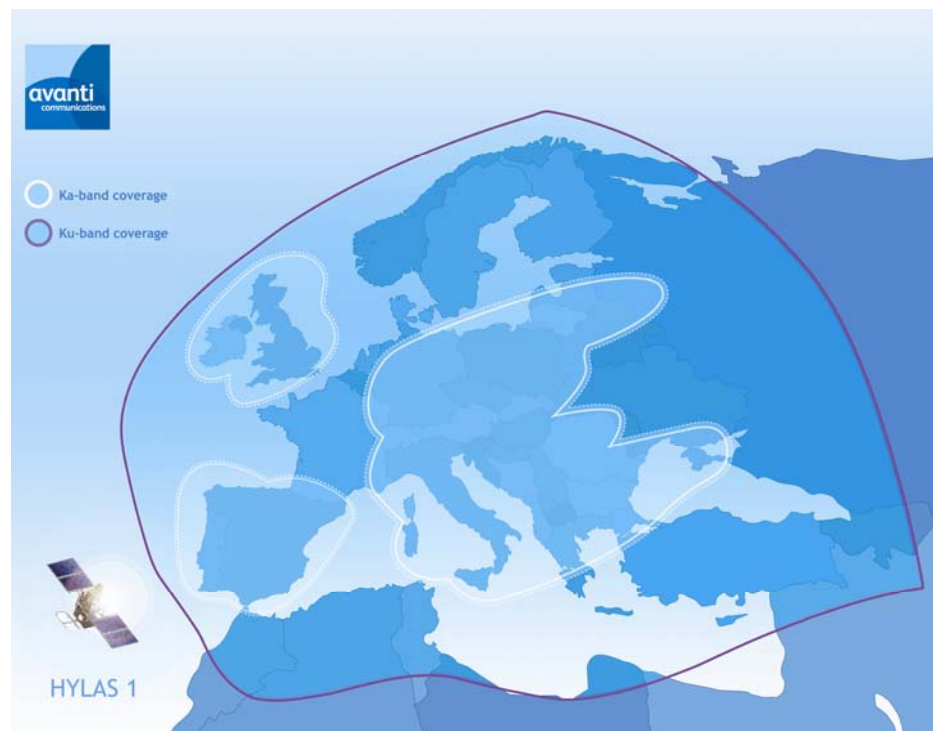 avanti
communications
Ka-band coverage
Ku-band coverage
HYLAS 1